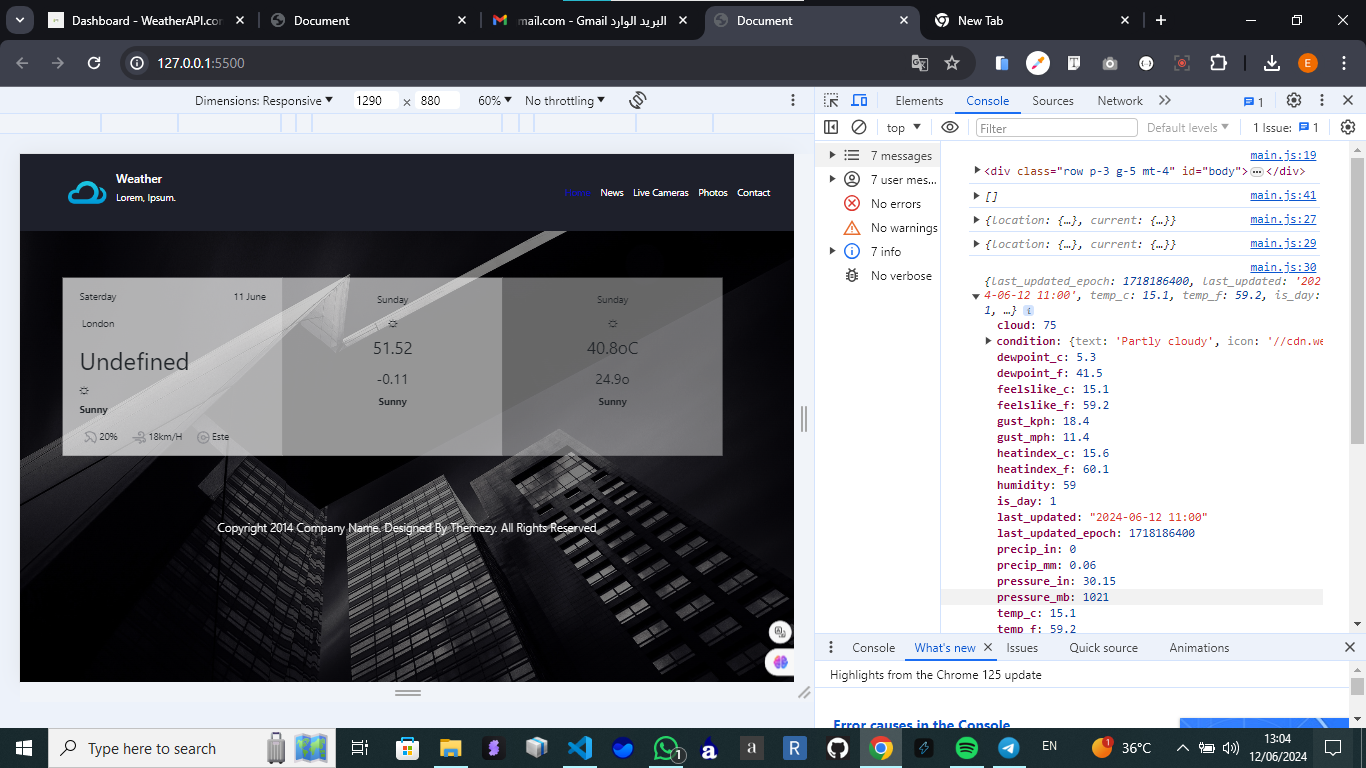 Dashboard - WeatherAPI.com
Document
البريد الوارد - Gmail mail.com
Document
New Tab
127.0.0.1:5500
E
Dimensions: Responsive 1290 × 880 60% No throttling
Elements Console Sources Network 1
top Filter Default levels 1 Issue: 1
Weather
Lorem, Ipsum.
Home News Live Cameras Photos Contact
Saterday 11 June
London
Undefined
Sunny
20% 18km/H Este
Sunday
51.52
-0.11
Sunny
Sunday
40.8oC
24.9o
Sunny
Copyright 2014 Company Name. Designed By Themezy. All Rights Reserved
7 messages
7 user mes...
No errors
No warnings
7 info
No verbose
main.js:19
<div class="row p-3 g-5 mt-4" id="body">…</div>
[] main.js:41
{location: {…}, current: {…}} main.js:27
{location: {…}, current: {…}} main.js:29
main.js:30
{last_updated_epoch: 1718186400, last_updated: '202
4-06-12 11:00', temp_c: 15.1, temp_f: 59.2, is_day:
1, …} i
cloud: 75
condition: {text: 'Partly cloudy', icon: '//cdn.we
dewpoint_c: 5.3
dewpoint_f: 41.5
feelslike_c: 15.1
feelslike_f: 59.2
gust_kph: 18.4
gust_mph: 11.4
heatindex_c: 15.6
heatindex_f: 60.1
humidity: 59
is_day: 1
last_updated: "2024-06-12 11:00"
last_updated_epoch: 1718186400
precip_in: 0
precip_mm: 0.06
pressure_in: 30.15
pressure_mb: 1021
temp_c: 15.1
temp_f: 59.2
Console What's new Issues Quick source Animations
Highlights from the Chrome 125 update
Error causes in the Console
Type here to search
1
a
a
R
EN
1
36°C
13:04
12/06/2024